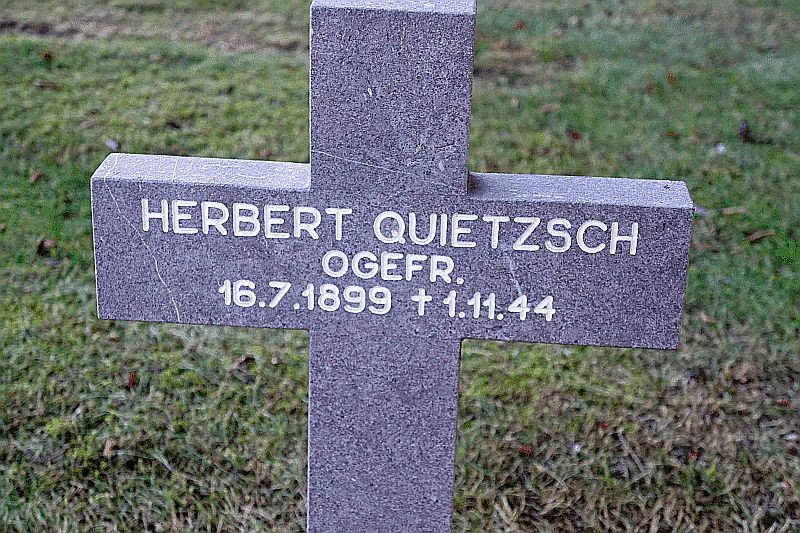 HERBERT QUIETZSCH
OGEFR.
16.7.1899 † 1.11.44